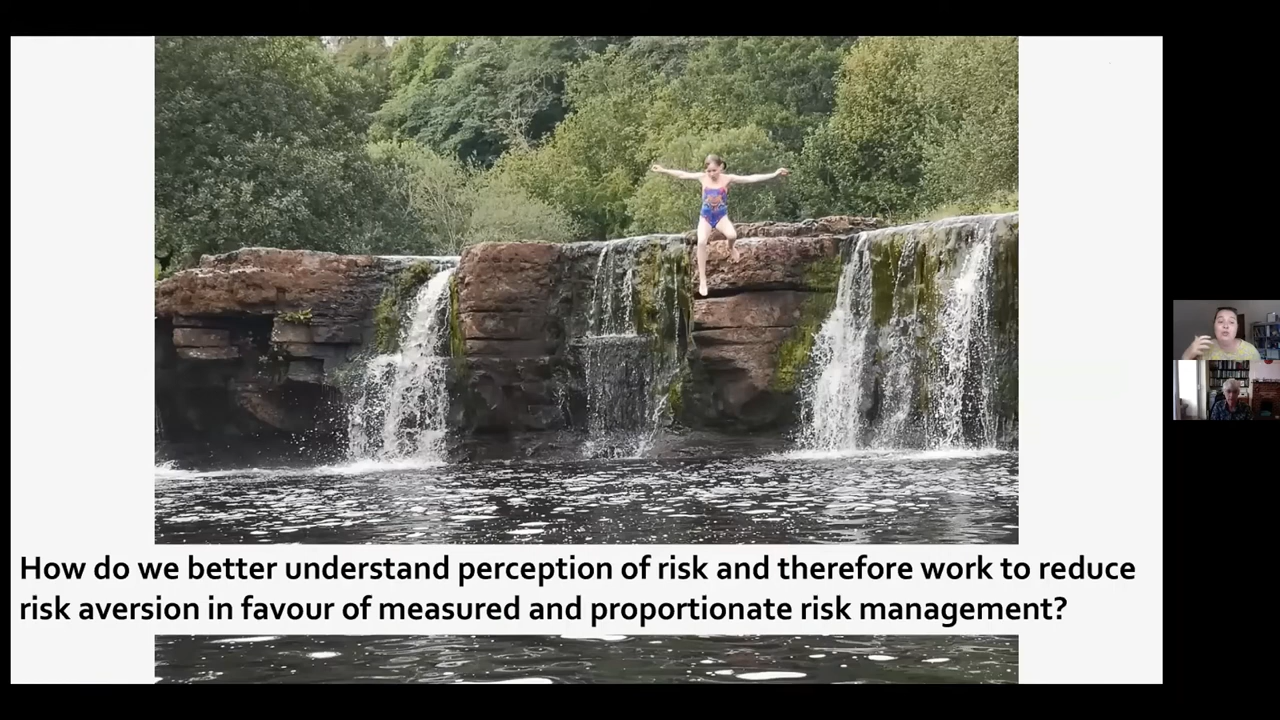 How do we better understand perception of risk and therefore work to reduce
risk aversion in favour of measured and proportionate risk management?